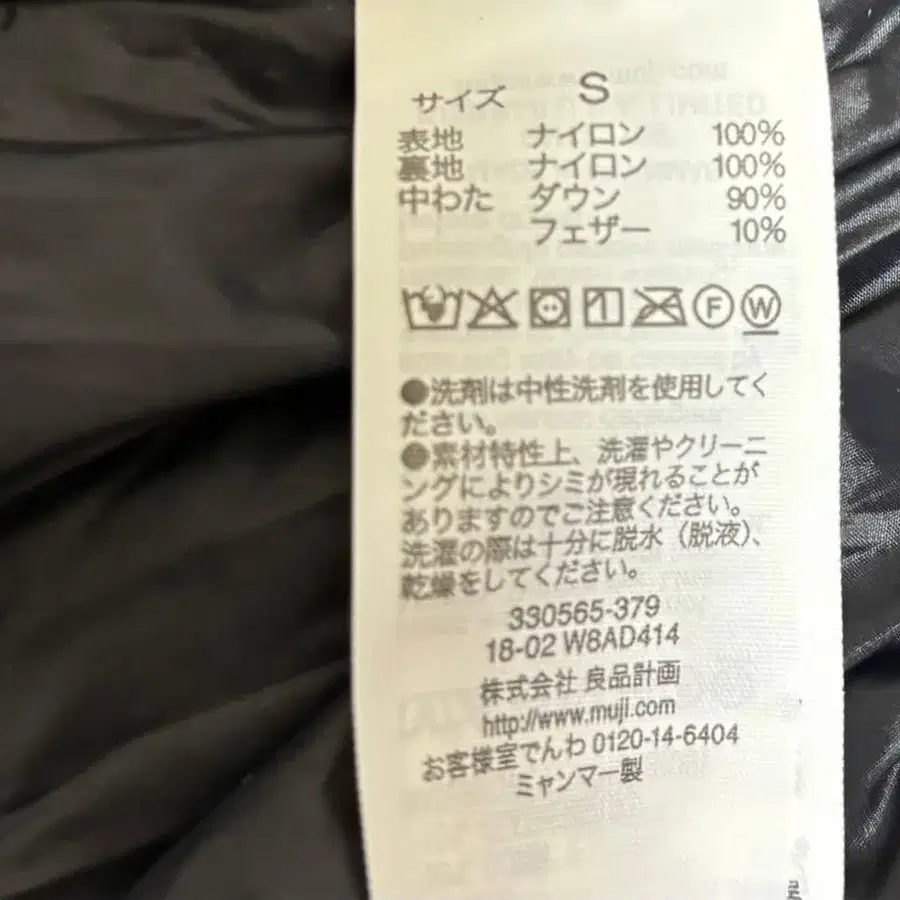 サイズ S
表地 ナイロン 100%
裏地 ナイロン 100%
中わた ダウン 90%
フェザー 10%
F W
●洗剤は中性洗剤を使用してく
ださい。
●素材特性上、洗濯やクリーニ
ングによりシミが現れることが
ありますのでご注意ください。
洗濯の際は十分に脱水（脱液）、
乾燥をしてください。
330565-379
18-02 W8AD414
株式会社 良品計画
http://www.muji.com
お客様室でんわ 0120-14-6404
ミャンマー製